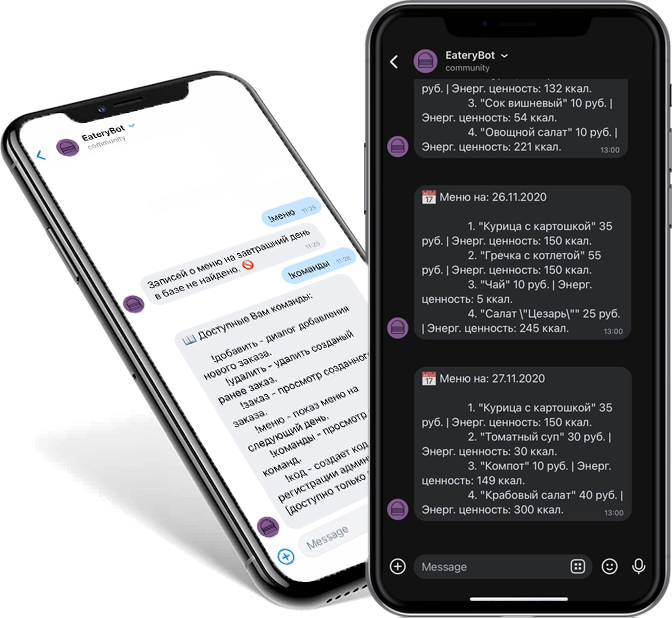 EateryBot
community
!меню 11:25
Записей о меню на завтрашний день
в базе не найдено. 🚫 11:25
!команды 11:28
📖 Доступные Вам команды:
!добавить - диалог добавления
нового заказа.
!удалить - удалить созданый
ранее заказ.
!заказ - просмотр созданного
заказа.
!меню - показ меню на
следующий день.
!команды - просмотр
команд.
!код - создает код
регистрации админ
(доступно только
Message
EateryBot
community
руб. | Энерг. ценность: 132 ккал.
3. "Сок вишневый" 10 руб. |
Энерг. ценность: 54 ккал.
4. "Овощной салат" 10 руб. |
Энерг. ценность: 221 ккал.
13:00
📅 Меню на: 26.11.2020
1. "Курица с картошкой" 35
руб. | Энерг. ценность: 150 ккал.
2. "Гречка с котлетой" 55
руб. | Энерг. ценность: 150 ккал.
3. "Чай" 10 руб. | Энерг.
ценность: 5 ккал.
4. "Салат \"Цезарь\"" 25 руб.
| Энерг. ценность: 245 ккал.
13:00
📅 Меню на: 27.11.2020
1. "Курица с картошкой" 35
руб. | Энерг. ценность: 150 ккал.
2. "Томатный суп" 30 руб. |
Энерг. ценность: 30 ккал.
3. "Компот" 10 руб. | Энерг.
ценность: 149 ккал.
4. "Крабовый салат" 40 руб. |
Энерг. ценность: 300 ккал.
13:00
Message